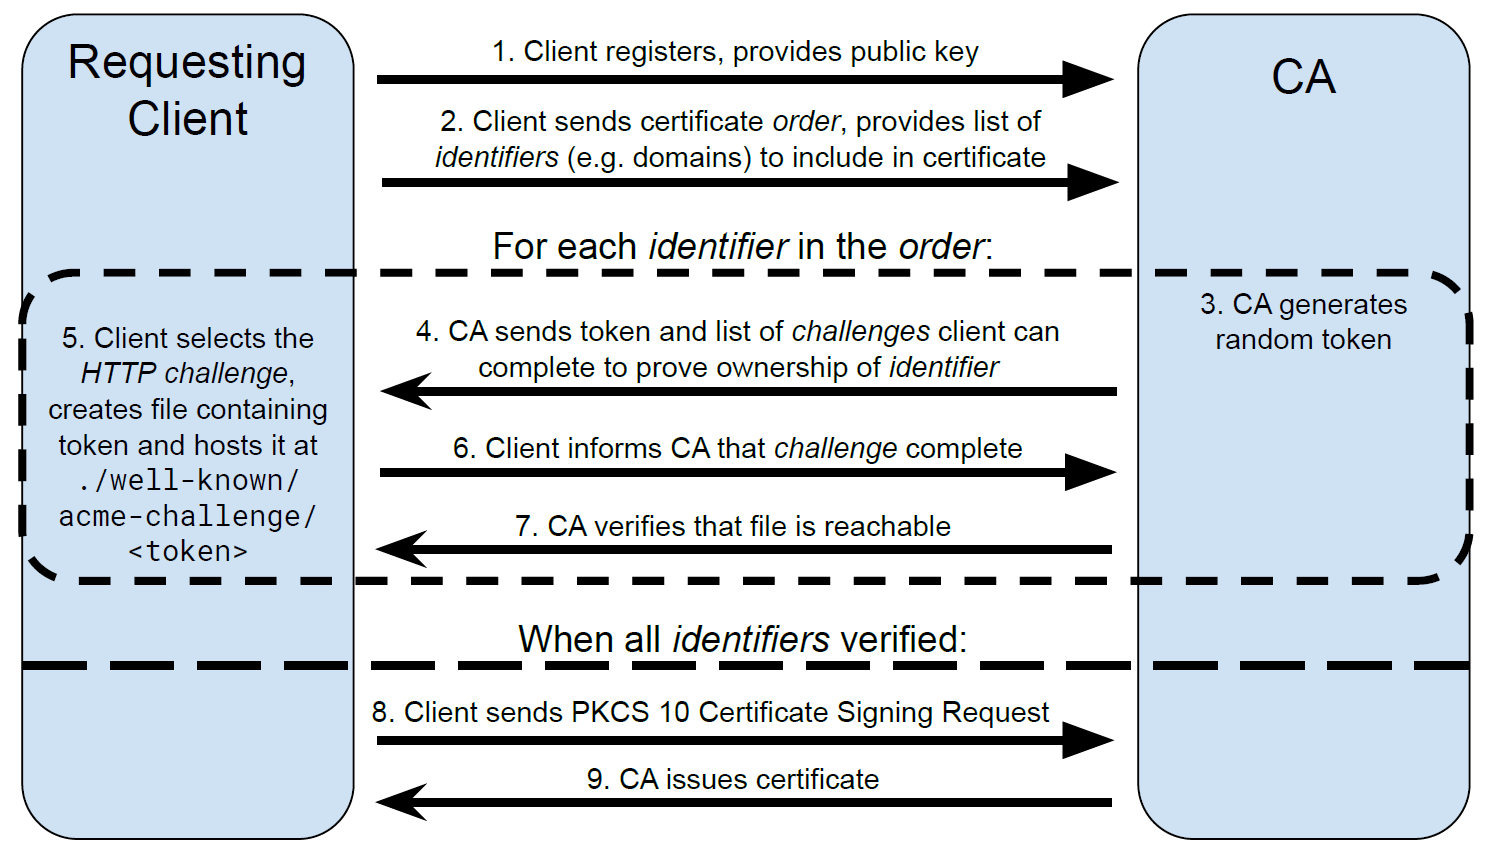 Requesting
Client
CA
1. Client registers, provides public key
2. Client sends certificate order, provides list of
identifiers (e.g. domains) to include in certificate
For each identifier in the order:
3. CA generates
random token
4. CA sends token and list of challenges client can
complete to prove ownership of identifier
5. Client selects the
HTTP challenge,
creates file containing
token and hosts it at
./well-known/
acme-challenge/
<token>
6. Client informs CA that challenge complete
7. CA verifies that file is reachable
When all identifiers verified:
8. Client sends PKCS 10 Certificate Signing Request
9. CA issues certificate